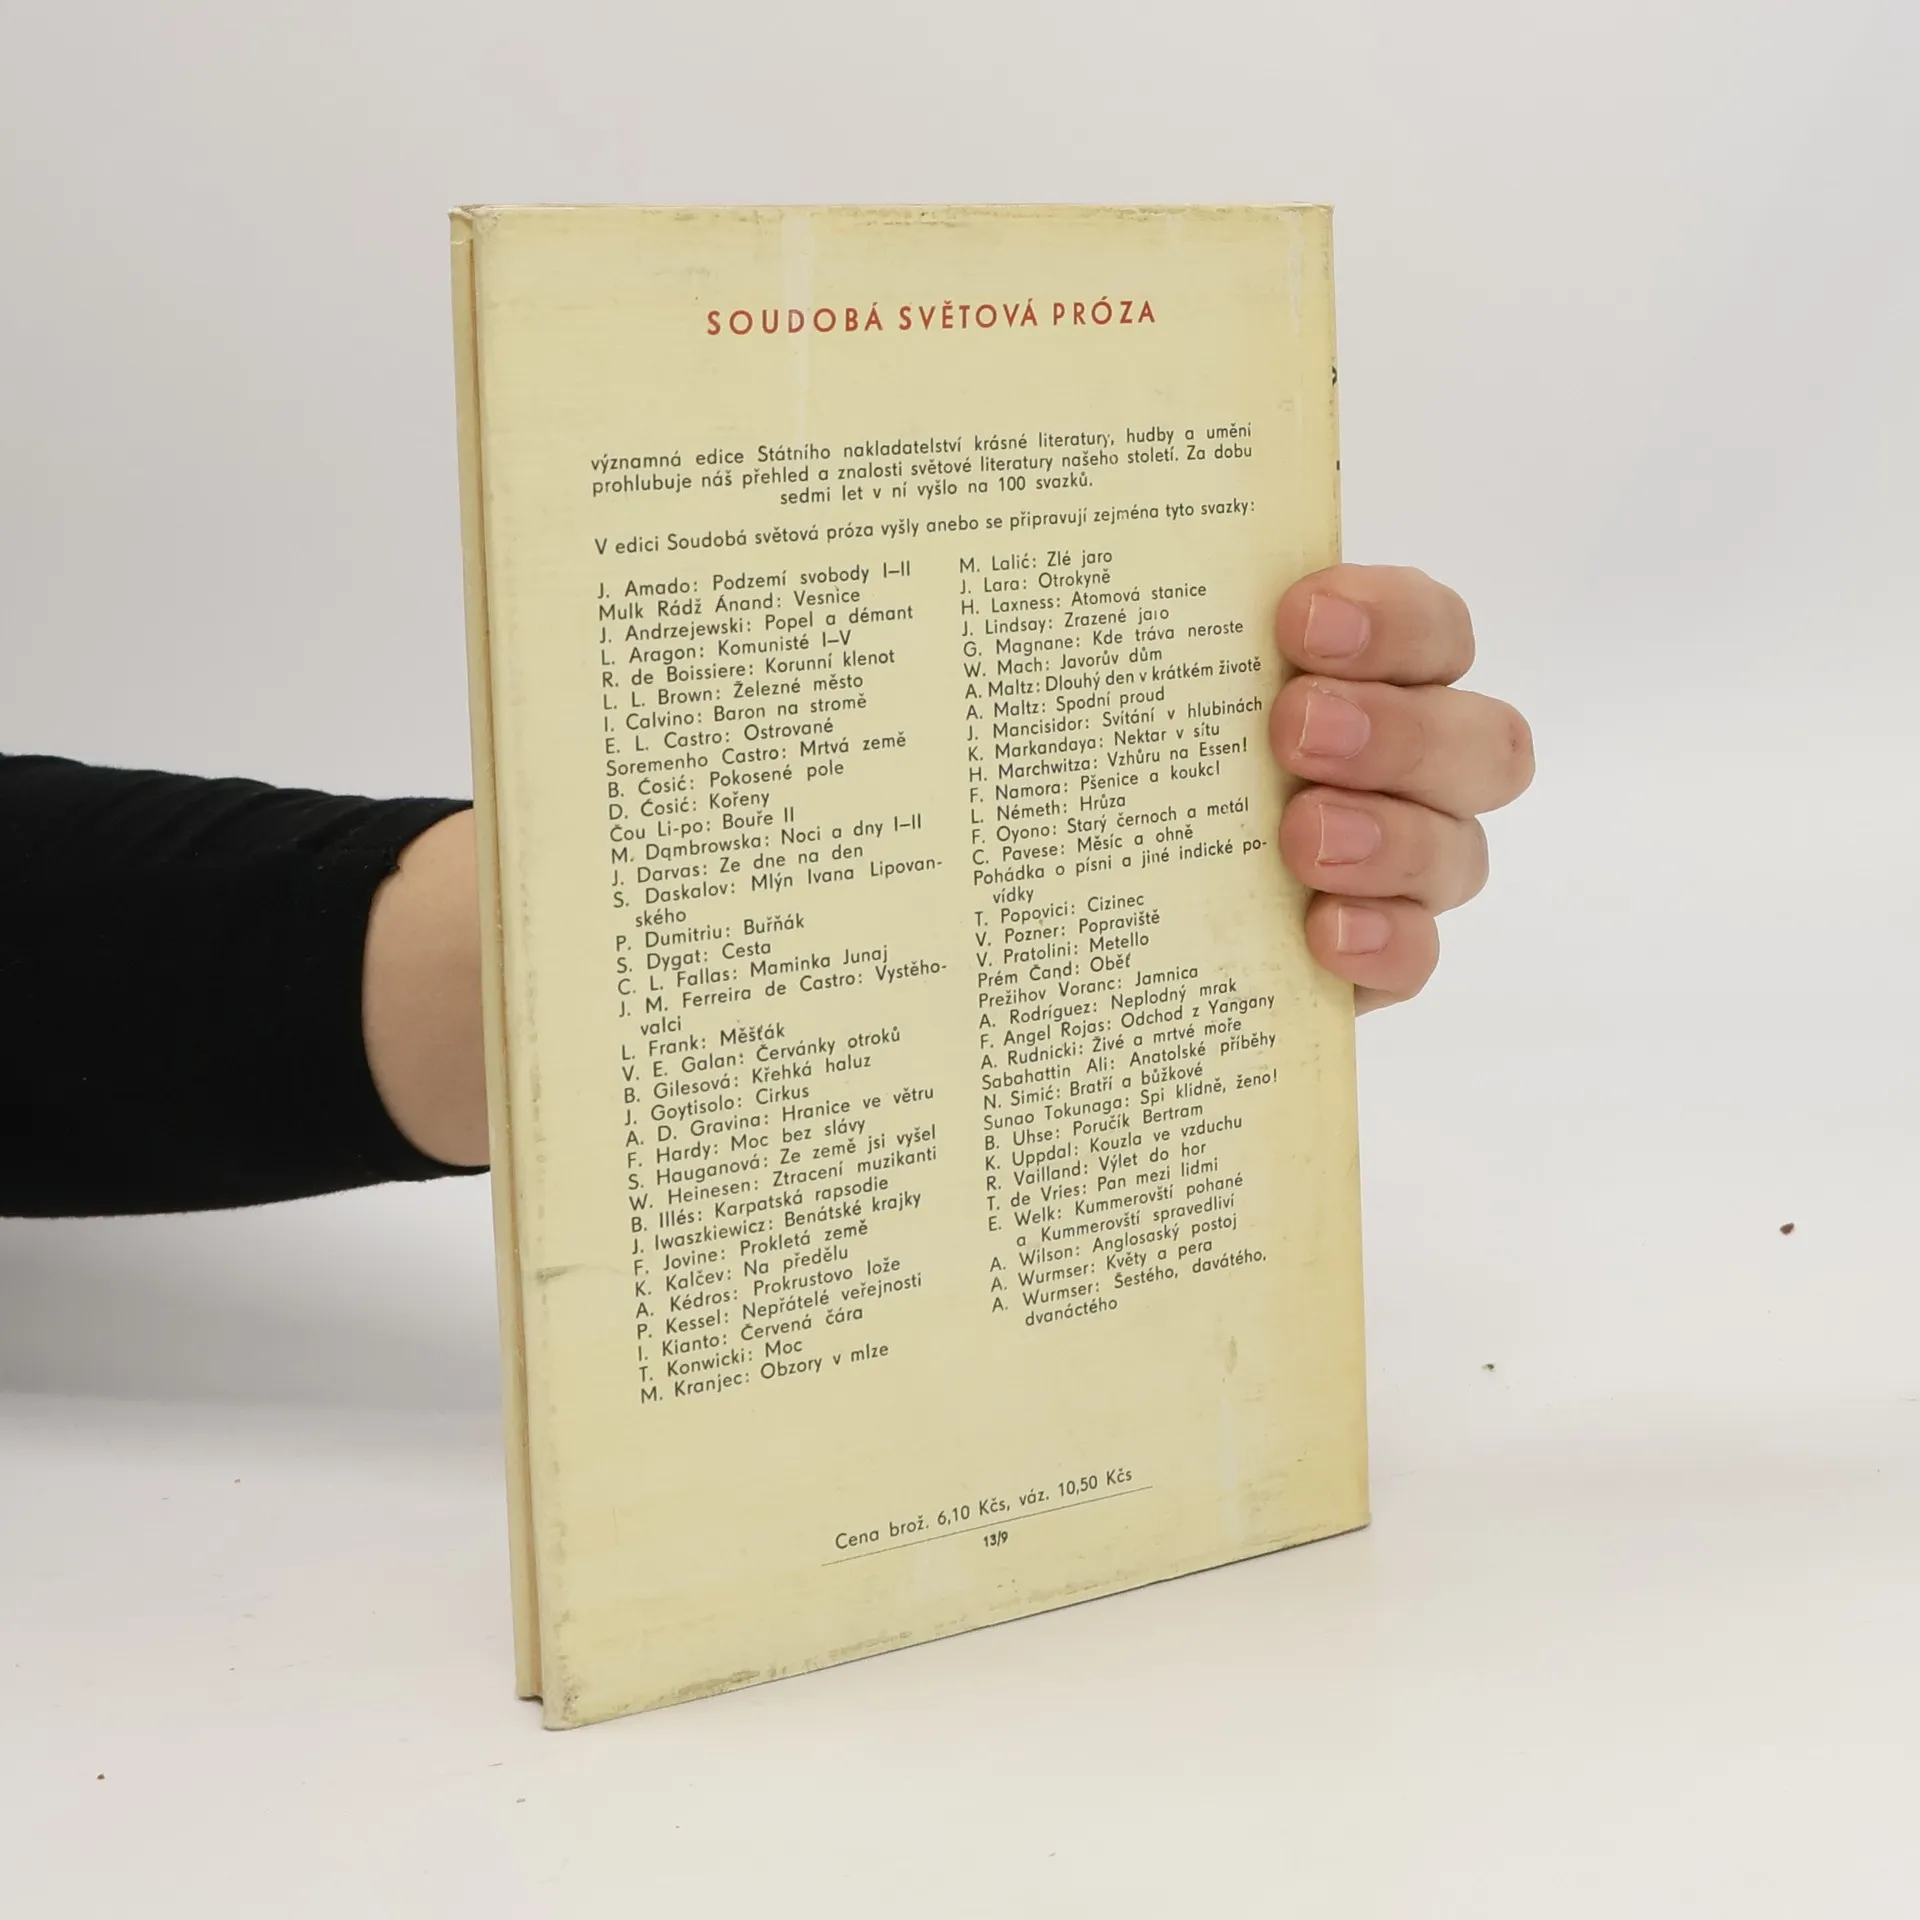 SOUDOBÁ SVĚTOVÁ PRÓZA
významná edice Státního nakladatelství krásné literatury, hudby a umění
prohlubuje náš přehled a znalosti světové literatury našeho století. Za dobu
sedmi let v ní vyšlo na 100 svazků.
V edici Soudobá světová próza vyšly anebo se připravují zejména tyto svazky:
J. Amado: Podzemí svobody I–II
Mulk Rádž Ánand: Vesnice
J. Andrzejewski: Popel a démant
L. Aragon: Komunisté I–V
R. de Boissiere: Korunní klenot
L. L. Brown: Železné město
I. Calvino: Baron na stromě
E. L. Castro: Ostrované
Soremenho Castro: Mrtvá země
B. Ćosić: Pokosené pole
D. Ćosić: Kořeny
Čou Li-po: Bouře II
M. Dąmbrowska: Noci a dny I–II
J. Darvas: Ze dne na den
S. Daskalov: Mlýn Ivana Lipovan-
ského
P. Dumitriu: Buřňák
S. Dygat: Cesta
C. L. Fallas: Maminka Junaj
J. M. Ferreira de Castro: Vystěho-
valci
L. Frank: Měšťák
V. E. Galan: Červánky otroků
B. Gilesová: Křehká haluz
J. Goytisolo: Cirkus
A. D. Gravina: Hranice ve větru
F. Hardy: Moc bez slávy
S. Hauganová: Ze země jsi vyšel
W. Heinesen: Ztracení muzikanti
B. Illés: Karpatská rapsodie
J. Iwaszkiewicz: Benátské krajky
F. Jovine: Prokletá země
K. Kalčev: Na předělu
A. Kédros: Prokrustovo lože
P. Kessel: Nepřátelé veřejnosti
I. Kianto: Červená čára
T. Konwicki: Moc
M. Kranjec: Obzory v mlze
M. Lalić: Zlé jaro
J. Lara: Otrokyně
H. Laxness: Atomová stanice
J. Lindsay: Zrazené jaro
G. Magnane: Kde tráva neroste
W. Mach: Javorův dům
A. Maltz: Dlouhý den v krátkém životě
A. Maltz: Spodní proud
J. Mancisidor: Svítání v hlubinách
K. Markandaya: Nektar v sítu
H. Marchwitza: Vzhůru na Essen!
F. Namora: Pšenice a koukol
L. Németh: Hrůza
F. Oyono: Starý černoch a metál
C. Pavese: Měsíc a ohně
Pohádka o písni a jiné indické po-
vídky
T. Popovici: Cizinec
V. Pozner: Popraviště
V. Pratolini: Metello
Prém Čand: Oběť
Prežihov Voranc: Jamnica
A. Rodríguez: Neplodný mrak
F. Angel Rojas: Odchod z Yangany
A. Rudnicki: Živé a mrtvé moře
Sabahattin Ali: Anatolské příběhy
N. Simić: Bratří a bůžkové
Sunao Tokunaga: Spi klidně, ženo!
B. Uhse: Poručík Bertram
K. Uppdal: Kouzla ve vzduchu
R. Vailland: Výlet do hor
T. de Vries: Pan mezi lidmi
E. Welk: Kummerovští pohané
a Kummerovští spravedliví
A. Wilson: Anglosaský postoj
A. Wurmser: Květy a pera
A. Wurmser: Šestého, davátého,
dvanáctého
Cena brož. 6,10 Kčs, váz. 10,50 Kčs
13/9